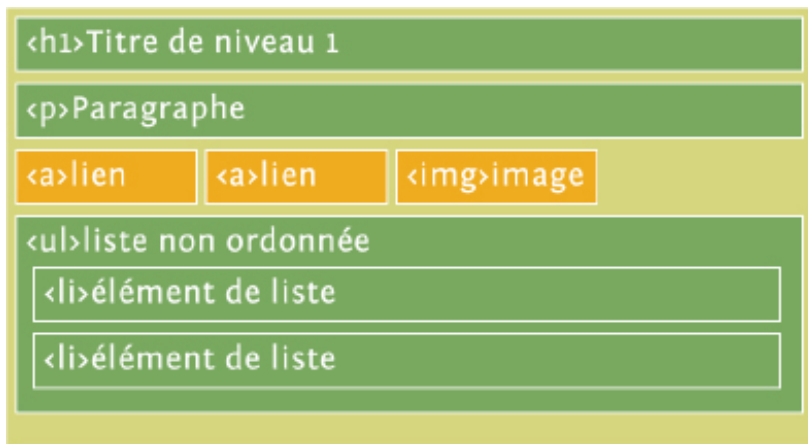 <h1>Titre de niveau 1
<p>Paragraphe
<a>lien <a>lien <img>image
<ul>liste non ordonnée
<li>élément de liste
<li>élément de liste